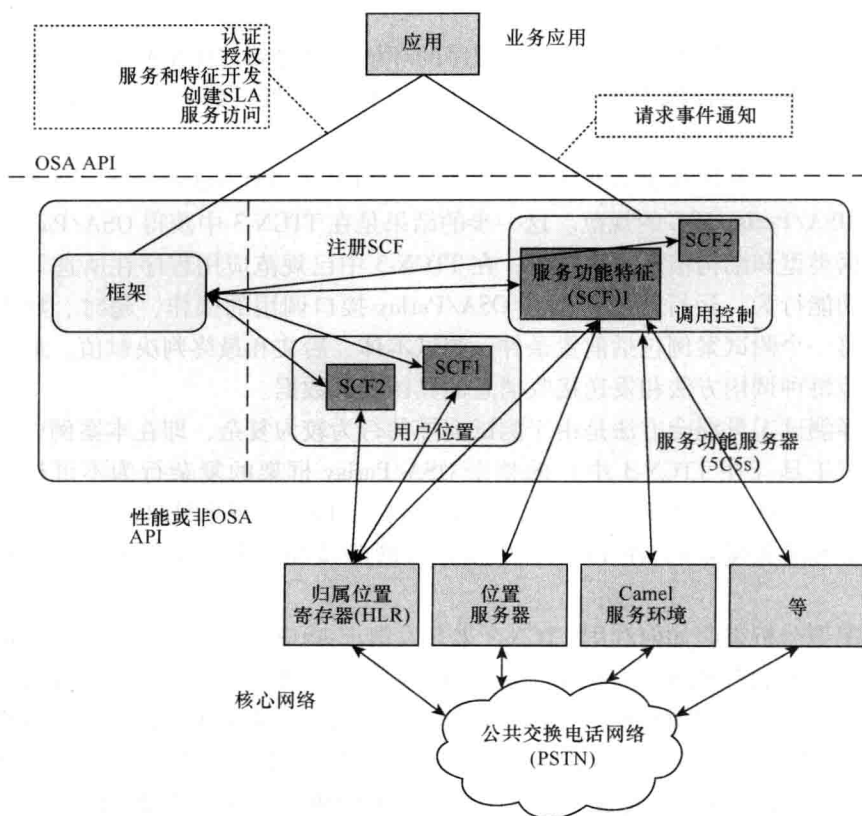 认证
授权
服务和特征开发
创建SLA
服务访问
应用
业务应用
请求事件通知
OSA API
注册SCF
框架
SCF2
服务功能特征
(SCF)1
调用控制
SCF2
SCF1
用户位置
服务功能服务器
(5C5s)
性能或非OSA
API
归属位置
寄存器(HLR)
位置
服务器
Camel
服务环境
等
核心网络
公共交换电话网络
(PSTN)